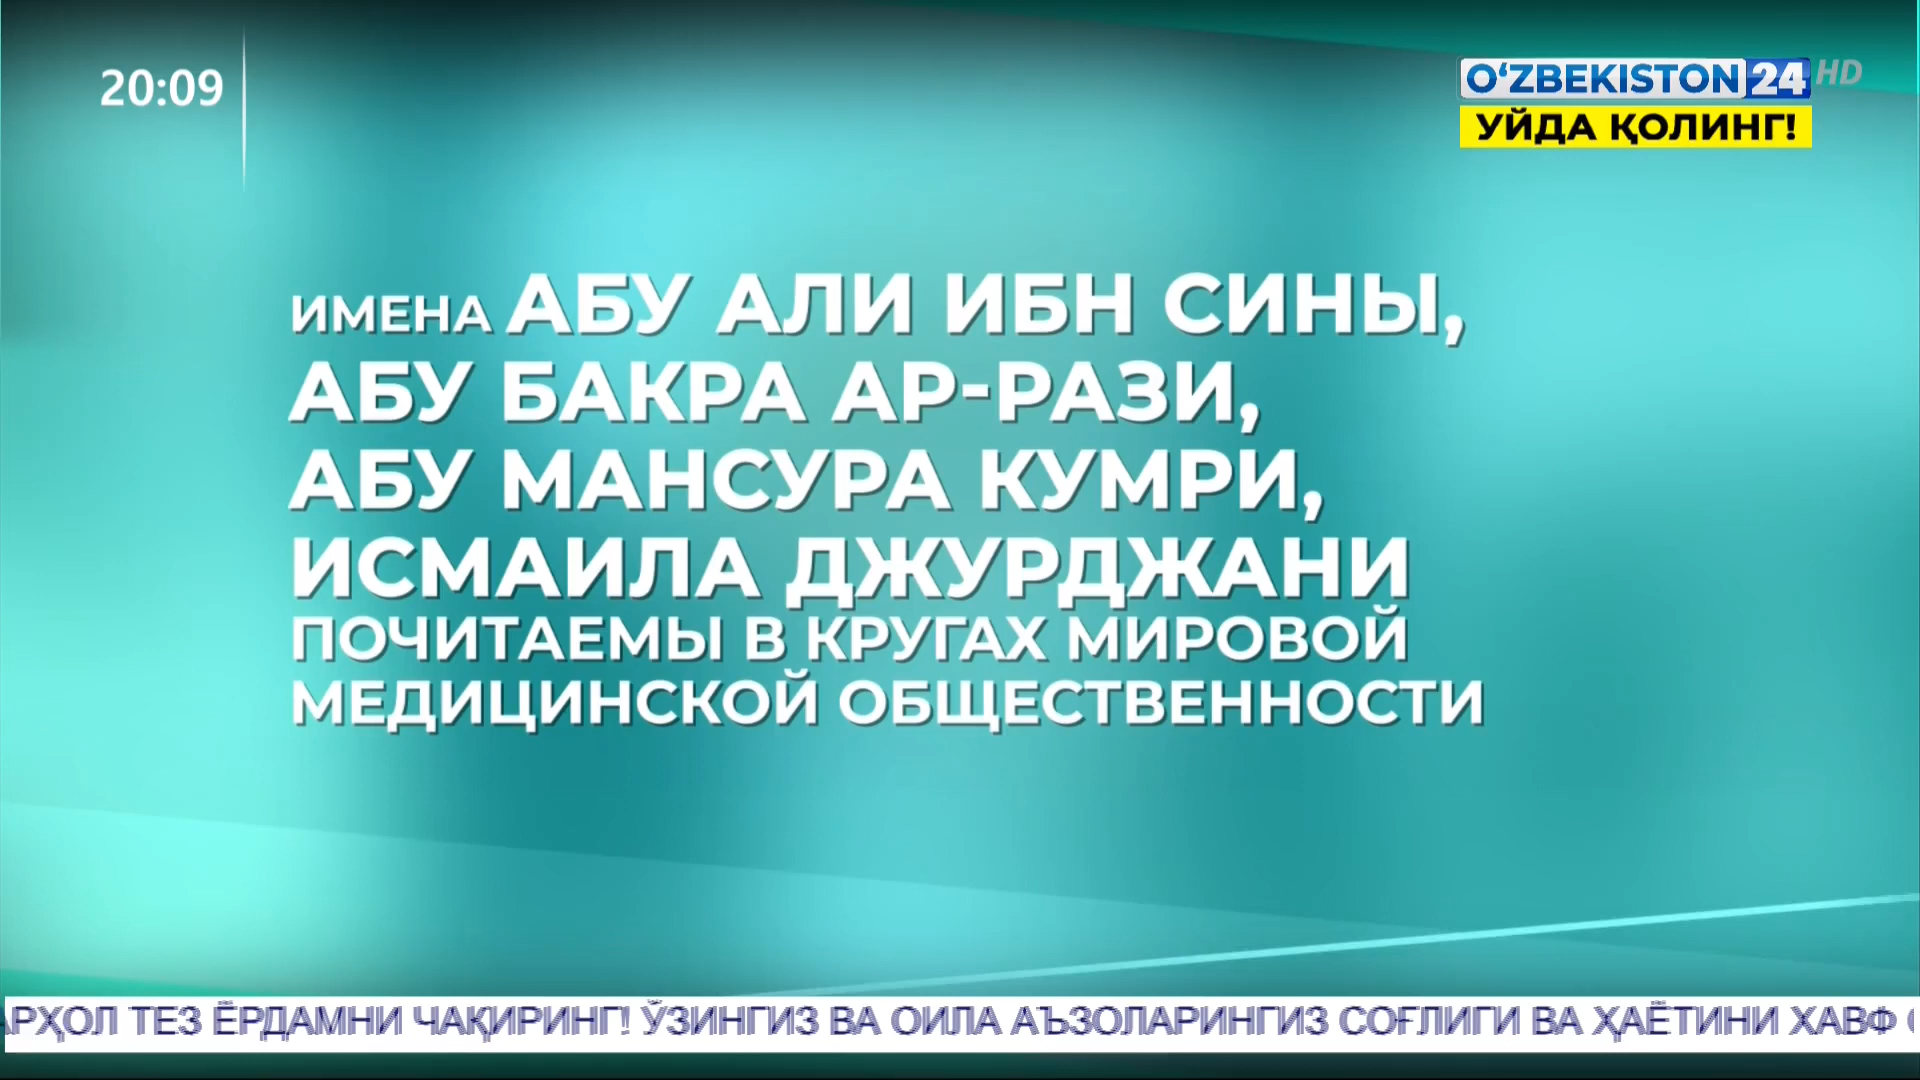 20:09
O‘ZBEKISTON 24 HD
УЙДА ҚОЛИНГ!
ИМЕНА АБУ АЛИ ИБН СИНЫ,
АБУ БАКРА АР-РАЗИ,
АБУ МАНСУРА КУМРИ,
ИСМАИЛА ДЖУРДЖАНИ
ПОЧИТАЕМЫ В КРУГАХ МИРОВОЙ
МЕДИЦИНСКОЙ ОБЩЕСТВЕННОСТИ
ТЕЗ ЁРДАМНИ ЧАҚИРИНГ! ЎЗИНГИЗ ВА ОИЛА АЪЗОЛАРИНГИЗ СОҒЛИГИ ВА ҲАЁТИНИ ХАВФ